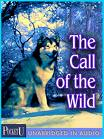 The
Call of
the
Wild
UNABRIDGED IN AUDIO